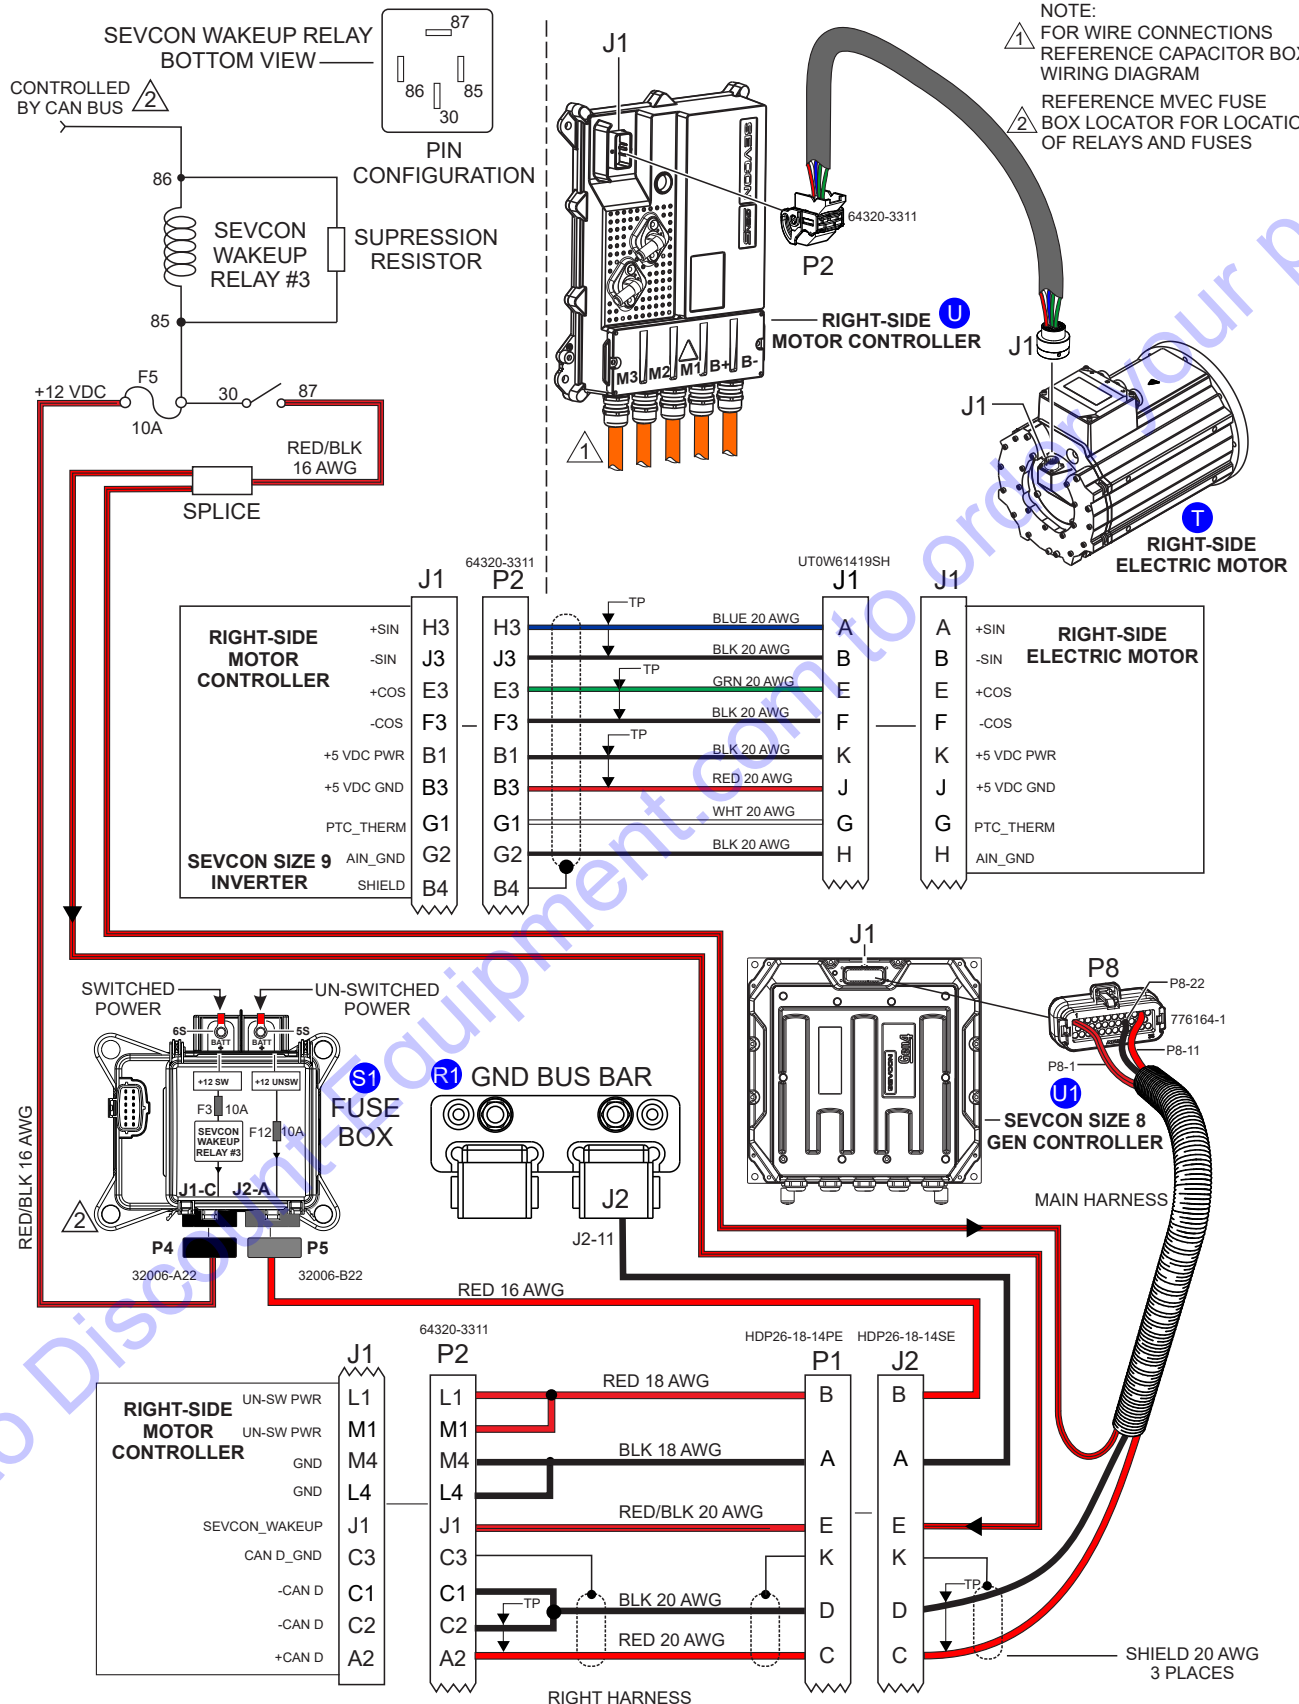 SEVCON WAKEUP RELAY
BOTTOM VIEW
87
86
85
30
PIN
CONFIGURATION
CONTROLLED
BY CAN BUS
2
86
SEVCON
WAKEUP
RELAY #3
SUPRESSION
RESISTOR
85
+12 VDC
F5
10A
30
87
RED/BLK
16 AWG
SPLICE
J1
SEVCON
M3
M2
M1
B+
B-
1
64320-3311
P2
RIGHT-SIDE
MOTOR CONTROLLER
U
NOTE:
1
FOR WIRE CONNECTIONS
REFERENCE CAPACITOR BOX
WIRING DIAGRAM
2
REFERENCE MVEC FUSE
BOX LOCATOR FOR LOCATIO
OF RELAYS AND FUSES
J1
J1
T
RIGHT-SIDE
ELECTRIC MOTOR
J1
64320-3311
P2
UT0W61419SH
J1
J1
RIGHT-SIDE
MOTOR
CONTROLLER
SEVCON SIZE 9
INVERTER
RIGHT-SIDE
ELECTRIC MOTOR
+SIN H3 H3 TP BLUE 20 AWG A A +SIN
-SIN J3 J3 BLK 20 AWG B B -SIN
+COS E3 E3 TP GRN 20 AWG E E +COS
-COS F3 F3 BLK 20 AWG F F -COS
+5 VDC PWR B1 B1 TP BLK 20 AWG K K +5 VDC PWR
+5 VDC GND B3 B3 RED 20 AWG J J +5 VDC GND
PTC_THERM G1 G1 WHT 20 AWG G G PTC_THERM
AIN_GND G2 G2 BLK 20 AWG H H AIN_GND
SHIELD B4 B4
SWITCHED
POWER
UN-SWITCHED
POWER
6S
BATT
+
BATT
+
5S
+12 SW
+12 UNSW
F3 10A
F12 10A
SEVCON
WAKEUP
RELAY #3
J1-C
J2-A
S1
FUSE
BOX
2
P4
P5
32006-A22
32006-B22
RED/BLK 16 AWG
R1
GND BUS BAR
J2
J2-11
RED 16 AWG
J1
Gen4
SEVCON
U1
SEVCON SIZE 8
GEN CONTROLLER
P8
P8-22
776164-1
P8-11
P8-1
MAIN HARNESS
J1
64320-3311
P2
HDP26-18-14PE
P1
HDP26-18-14SE
J2
RIGHT-SIDE
MOTOR
CONTROLLER
UN-SW PWR L1 L1 RED 18 AWG B B
UN-SW PWR M1 M1
GND M4 M4 BLK 18 AWG A A
GND L4 L4
SEVCON_WAKEUP J1 J1 RED/BLK 20 AWG E E
CAN D_GND C3 C3 K K
-CAN D C1 C1 BLK 20 AWG D D TP
-CAN D C2 C2 TP
+CAN D A2 A2 RED 20 AWG C C
SHIELD 20 AWG
3 PLACES
RIGHT HARNESS
to Discount-Equipment.com to order your p